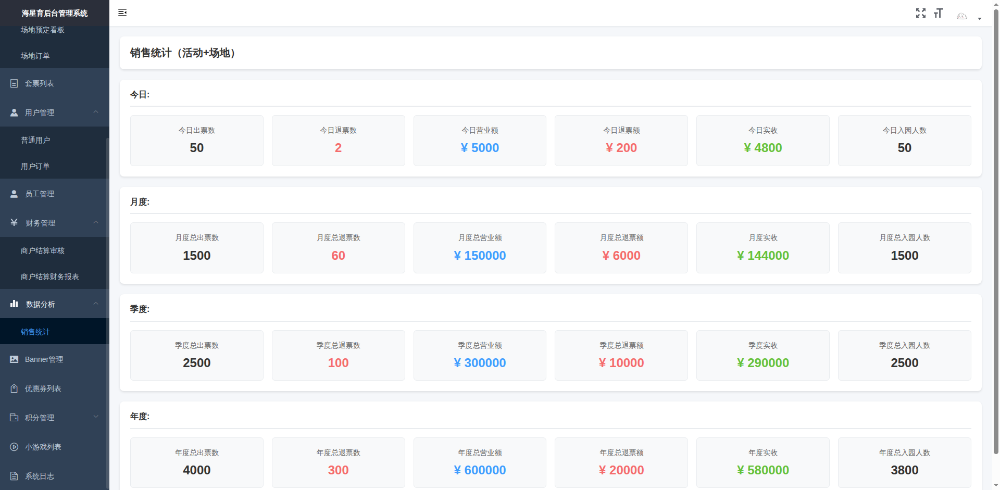 海星育后台管理系统
场地预定看板
场地订单
套票列表
用户管理
普通用户
用户订单
员工管理
财务管理
商户结算审核
商户结算财务报表
数据分析
销售统计
Banner管理
优惠券列表
积分管理
小游戏列表
系统日志
销售统计（活动+场地）
今日:
今日出票数 今日退票数 今日营业额 今日退票额 今日实收 今日入园人数
50 2 ¥ 5000 ¥ 200 ¥ 4800 50
月度:
月度总出票数 月度总退票数 月度总营业额 月度总退票额 月度实收 月度总入园人数
1500 60 ¥ 150000 ¥ 6000 ¥ 144000 1500
季度:
季度总出票数 季度总退票数 季度总营业额 季度总退票额 季度实收 季度总入园人数
2500 100 ¥ 300000 ¥ 10000 ¥ 290000 2500
年度:
年度总出票数 年度总退票数 年度总营业额 年度总退票额 年度实收 年度总入园人数
4000 300 ¥ 600000 ¥ 20000 ¥ 580000 3800